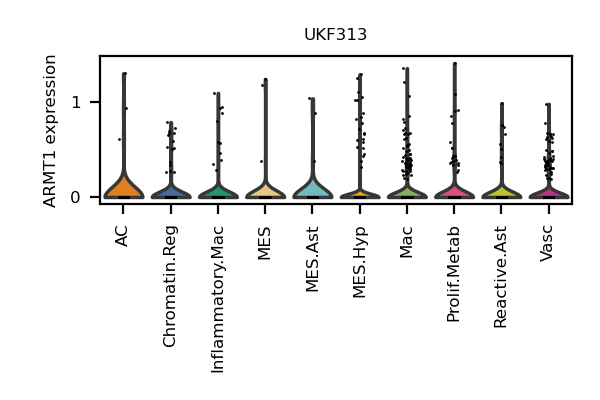 UKF313
ARMT1 expression
1
0
AC
Chromatin.Reg
Inflammatory.Mac
MES
MES.Ast
MES.Hyp
Mac
Prolif.Metab
Reactive.Ast
Vasc